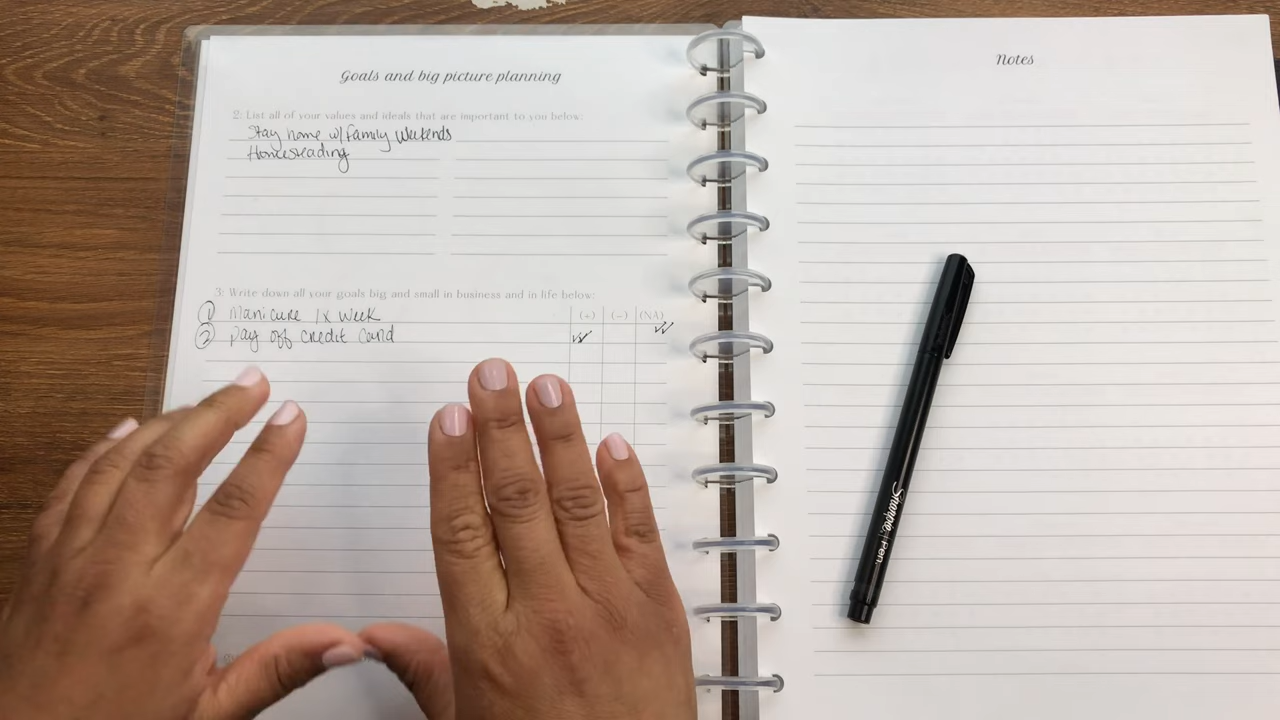 Goals and big picture planning
2: List all of your values and ideals that are important to you below:
Stay home w/ family weekends
Homesteading
3: Write down all your goals big and small in business and in life below:
(+) (-) (NA)
① Manicure 1x week
② Pay off credit card
Notes
Sharpie | Pen.